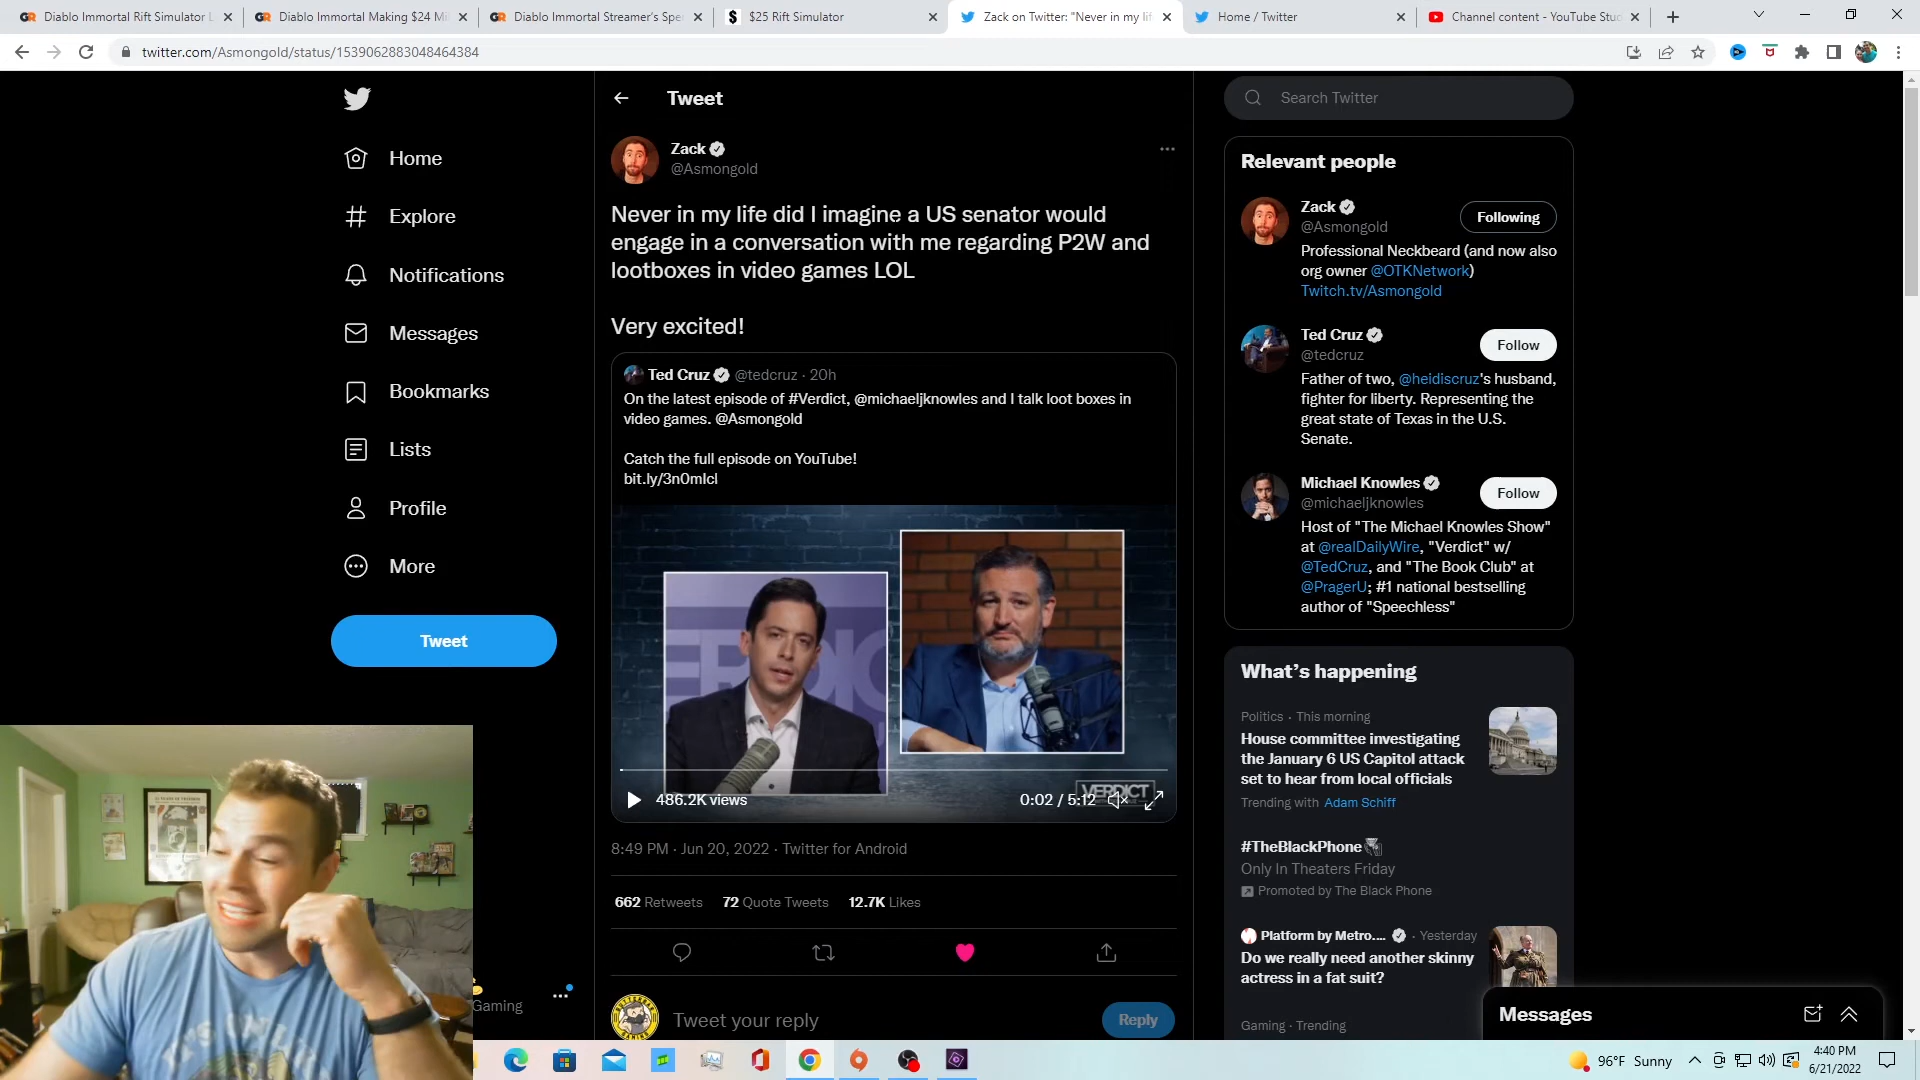 Diablo Immortal Rift Simulator L
Diablo Immortal Making $24 Mil
Diablo Immortal Streamer's Spe
$25 Rift Simulator
Zack on Twitter: "Never in my lif
Home / Twitter
Channel content - YouTube Stud
twitter.com/Asmongold/status/1539062883048464384
Home
Explore
Notifications
Messages
Bookmarks
Lists
Profile
More
Tweet
Gaming
Tweet
Zack
@Asmongold
Never in my life did I imagine a US senator would
engage in a conversation with me regarding P2W and
lootboxes in video games LOL
Very excited!
Ted Cruz @tedcruz · 20h
On the latest episode of #Verdict, @michaeljknowles and I talk loot boxes in
video games. @Asmongold
Catch the full episode on YouTube!
bit.ly/3n0mIcl
VERDICT
486.2K views
0:02 / 5:12
8:49 PM · Jun 20, 2022 · Twitter for Android
662 Retweets 72 Quote Tweets 12.7K Likes
Tweet your reply
Reply
Search Twitter
Relevant people
Zack
@Asmongold
Following
Professional Neckbeard (and now also
org owner @OTKNetwork)
Twitch.tv/Asmongold
Ted Cruz
@tedcruz
Follow
Father of two, @heidiscruz's husband,
fighter for liberty. Representing the
great state of Texas in the U.S.
Senate.
Michael Knowles
@michaeljknowles
Follow
Host of "The Michael Knowles Show"
at @realDailyWire, "Verdict" w/
@TedCruz, and "The Book Club" at
@PragerU; #1 national bestselling
author of "Speechless"
What's happening
Politics · This morning
House committee investigating
the January 6 US Capitol attack
set to hear from local officials
Trending with Adam Schiff
#TheBlackPhone
Only In Theaters Friday
Promoted by The Black Phone
Platform by Metro.... · Yesterday
Do we really need another skinny
actress in a fat suit?
Gaming · Trending
Messages
96°F Sunny
4:40 PM
6/21/2022